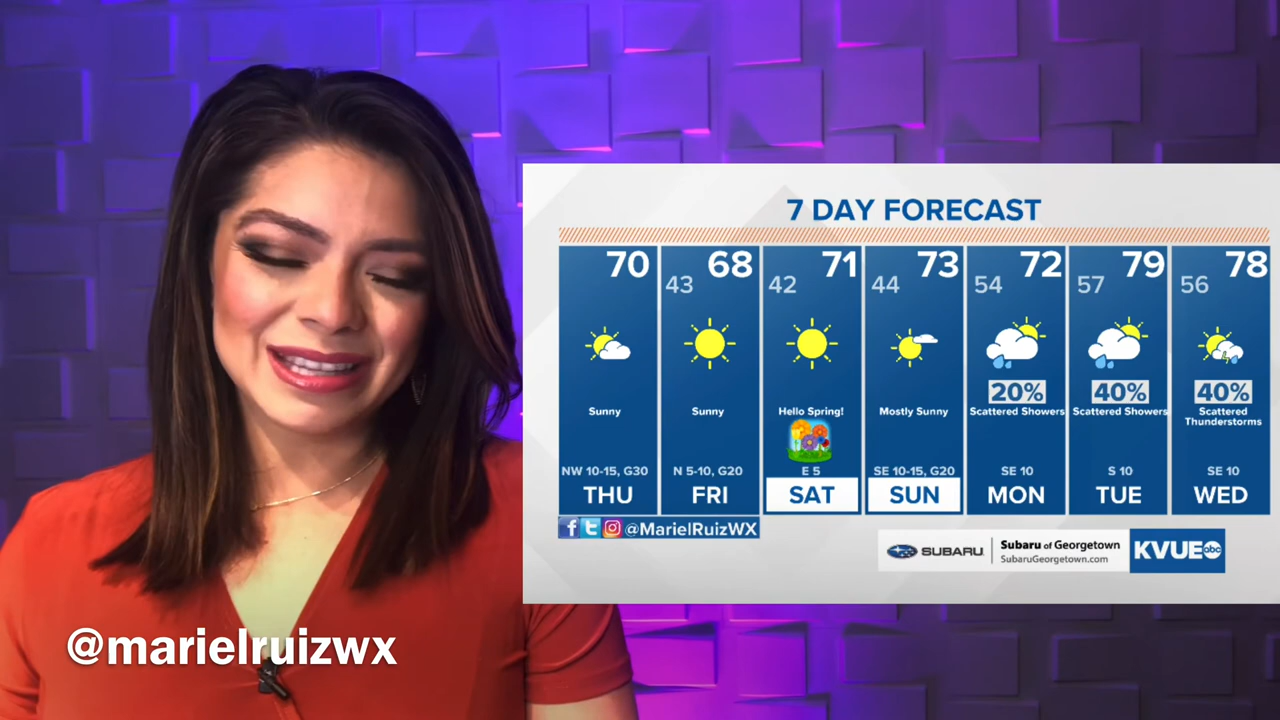 7 DAY FORECAST
70 68 71 73 72 79 78
43 42 44 54 57 56
20% 40% 40%
Sunny Sunny Hello Spring! Mostly Sunny Scattered Showers Scattered Showers Scattered
Thunderstorms
NW 10-15, G30 N 5-10, G20 E 5 SE 10-15, G20 SE 10 S 10 SE 10
THU FRI SAT SUN MON TUE WED
@MarielRuizWX
SUBARU Subaru of Georgetown KVUE abc
SubaruGeorgetown.com
@marielruizwx